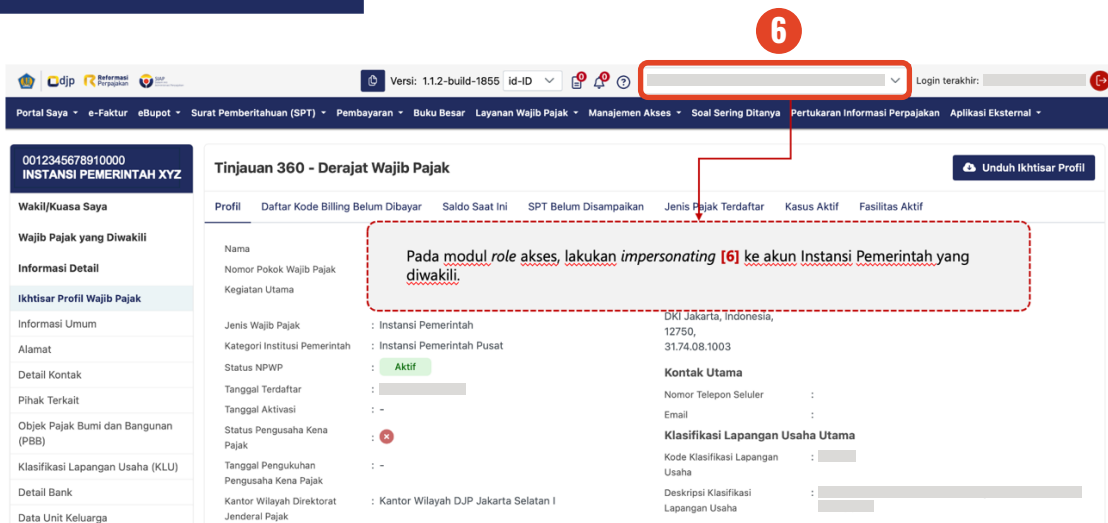 6
djp Reformasi Perpajakan SIAP
Versi: 1.1.2-build-1855 id-ID Login terakhir:
Portal Saya e-Faktur eBupot Surat Pemberitahuan (SPT) Pembayaran Buku Besar Layanan Wajib Pajak Manajemen Akses Soal Sering Ditanya Pertukaran Informasi Perpajakan Aplikasi Eksternal
0012345678910000
INSTANSI PEMERINTAH XYZ
Wakil/Kuasa Saya
Wajib Pajak yang Diwakili
Informasi Detail
Ikhtisar Profil Wajib Pajak
Informasi Umum
Alamat
Detail Kontak
Pihak Terkait
Objek Pajak Bumi dan Bangunan
(PBB)
Klasifikasi Lapangan Usaha (KLU)
Detail Bank
Data Unit Keluarga
Tinjauan 360 - Derajat Wajib Pajak
Unduh Ikhtisar Profil
Profil Daftar Kode Billing Belum Dibayar Saldo Saat Ini SPT Belum Disampaikan Jenis Pajak Terdaftar Kasus Aktif Fasilitas Aktif
Pada modul role akses, lakukan impersonating [6] ke akun Instansi Pemerintah yang
diwakili.
Nama
Nomor Pokok Wajib Pajak
Kegiatan Utama
Jenis Wajib Pajak : Instansi Pemerintah
Kategori Institusi Pemerintah : Instansi Pemerintah Pusat
Status NPWP : Aktif
Tanggal Terdaftar :
Tanggal Aktivasi : -
Status Pengusaha Kena
Pajak :
Tanggal Pengukuhan : -
Pengusaha Kena Pajak
Kantor Wilayah Direktorat : Kantor Wilayah DJP Jakarta Selatan I
Jenderal Pajak
DKI Jakarta, Indonesia,
12750,
31.74.08.1003
Kontak Utama
Nomor Telepon Seluler :
Email :
Klasifikasi Lapangan Usaha Utama
Kode Klasifikasi Lapangan :
Usaha
Deskripsi Klasifikasi :
Lapangan Usaha